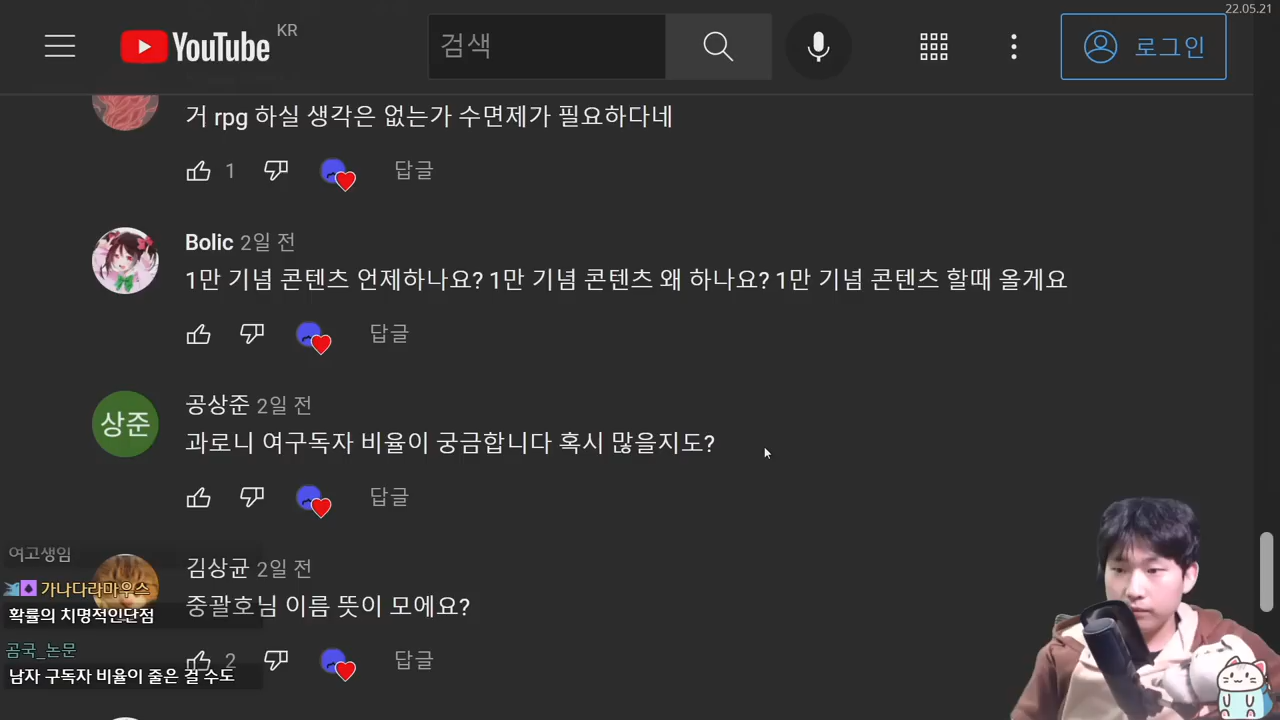 22.05.21
YouTube KR
검색
로그인
거 rpg 하실 생각은 없는가 수면제가 필요하다네
1
답글
Bolic 2일 전
1만 기념 콘텐츠 언제하나요? 1만 기념 콘텐츠 왜 하나요? 1만 기념 콘텐츠 할때 올게요
답글
상준
공상준 2일 전
과로니 여구독자 비율이 궁금합니다 혹시 많을지도?
답글
김상균 2일 전
중괄호님 이름 뜻이 모에요?
2
답글
여고생임
가나다라마우스
확률의 치명적인단점
곰국_논문
남자 구독자 비율이 줄은 걸 수도